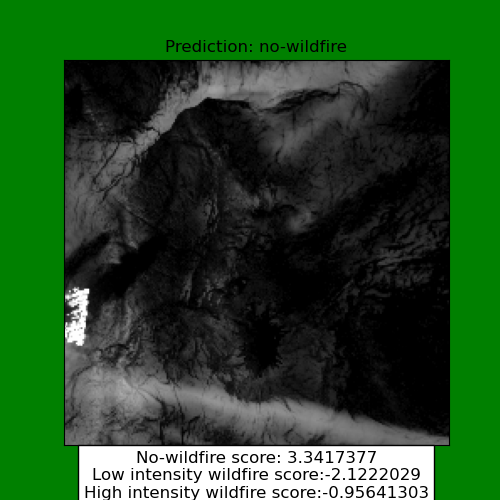 Prediction: no-wildfire
No-wildfire score: 3.3417377
Low intensity wildfire score:-2.1222029
High intensity wildfire score:-0.95641303